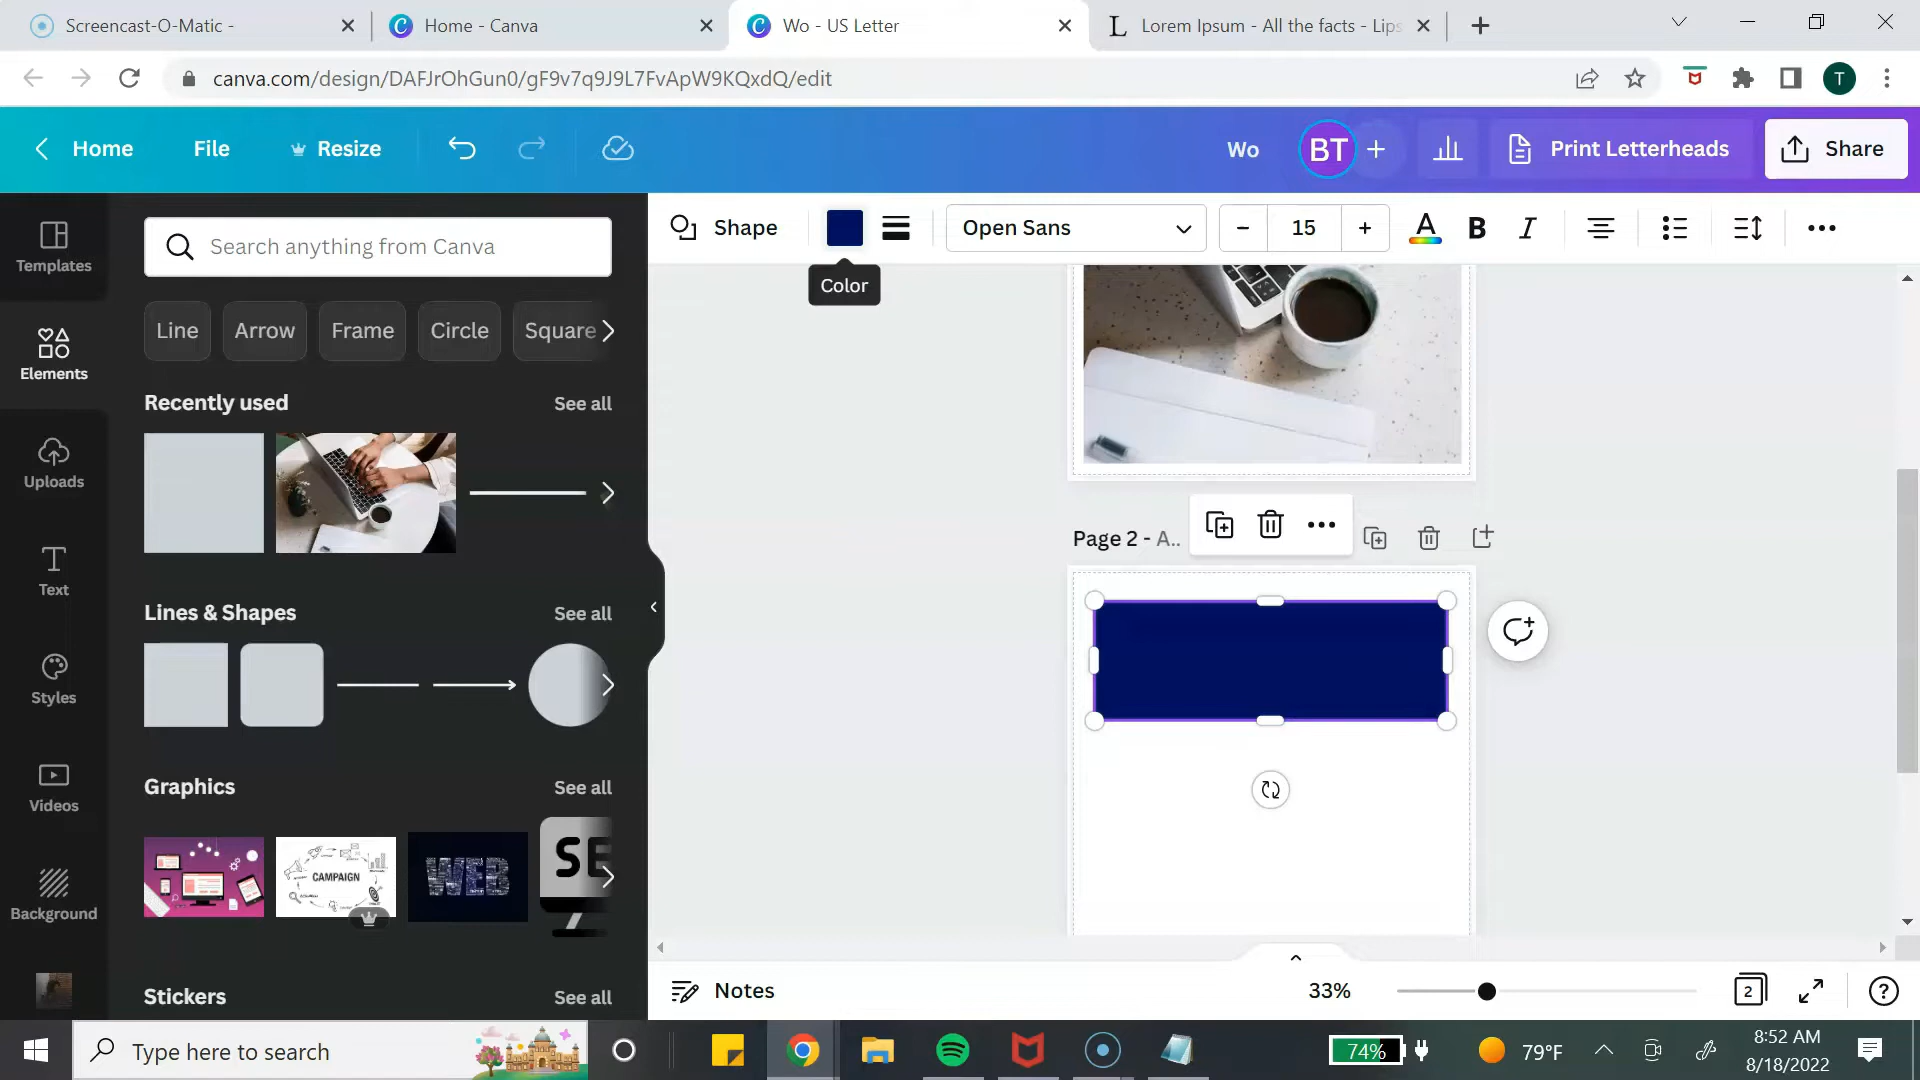 Screencast-O-Matic -
Home - Canva
Wo - US Letter
L Lorem Ipsum - All the facts - Lips
canva.com/design/DAFJrOhGun0/gF9v7q9J9L7FvApW9KQxdQ/edit
T
Home
File
Resize
Wo
BT
Print Letterheads
Share
Templates
Elements
Uploads
Text
Styles
Videos
Background
Search anything from Canva
Line
Arrow
Frame
Circle
Square
Recently used
See all
Lines & Shapes
See all
Graphics
See all
CAMPAIGN
WEB
SE
Stickers
See all
Shape
Open Sans
15
A
B
I
Color
Page 2 - A..
Notes
33%
2
Type here to search
74%
79°F
8:52 AM
8/18/2022